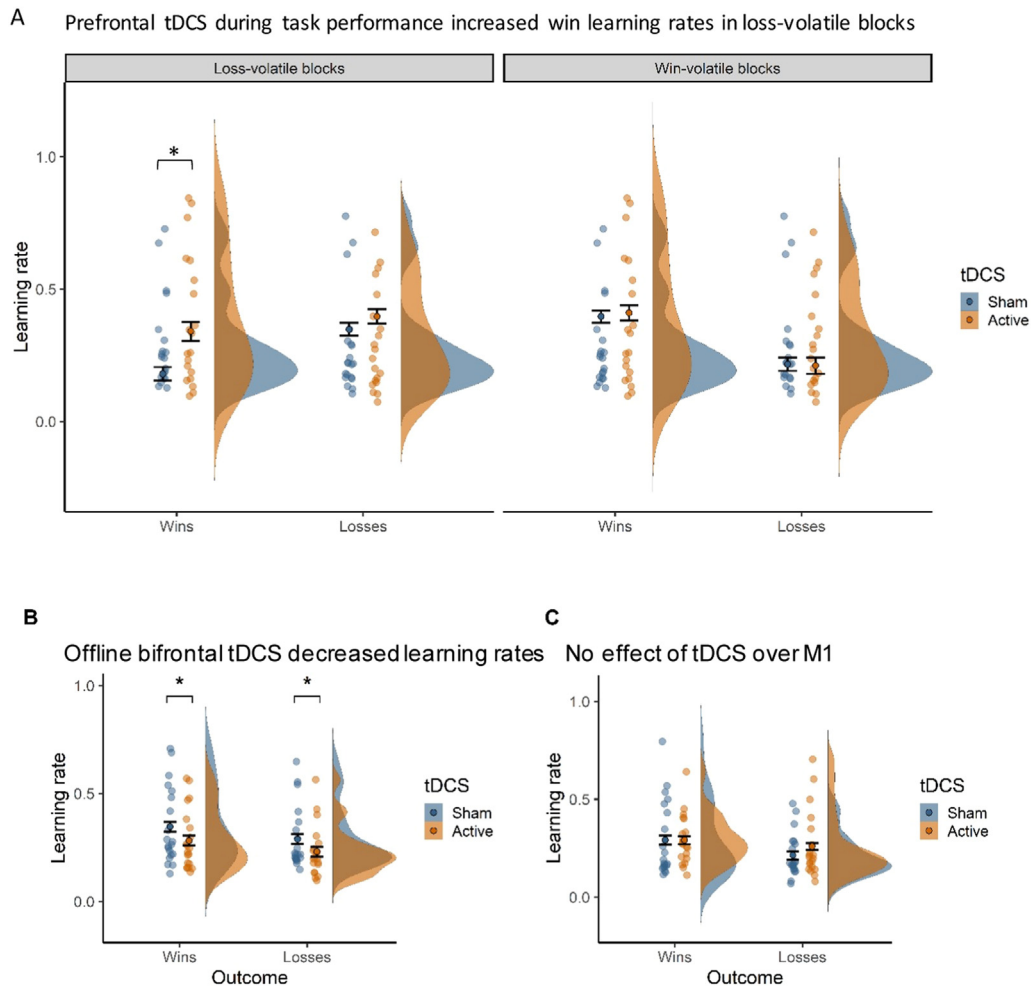 A
Prefrontal tDCS during task performance increased win learning rates in loss-volatile blocks
Loss-volatile blocks
Win-volatile blocks
1.0
0.5
0.0
Learning rate
*
Wins
Losses
Wins
Losses
tDCS
Sham
Active
B
Offline bifrontal tDCS decreased learning rates
1.0
0.5
0.0
Learning rate
*
*
Wins
Losses
Outcome
tDCS
Sham
Active
C
No effect of tDCS over M1
1.0
0.5
0.0
Learning rate
Wins
Losses
Outcome
tDCS
Sham
Active